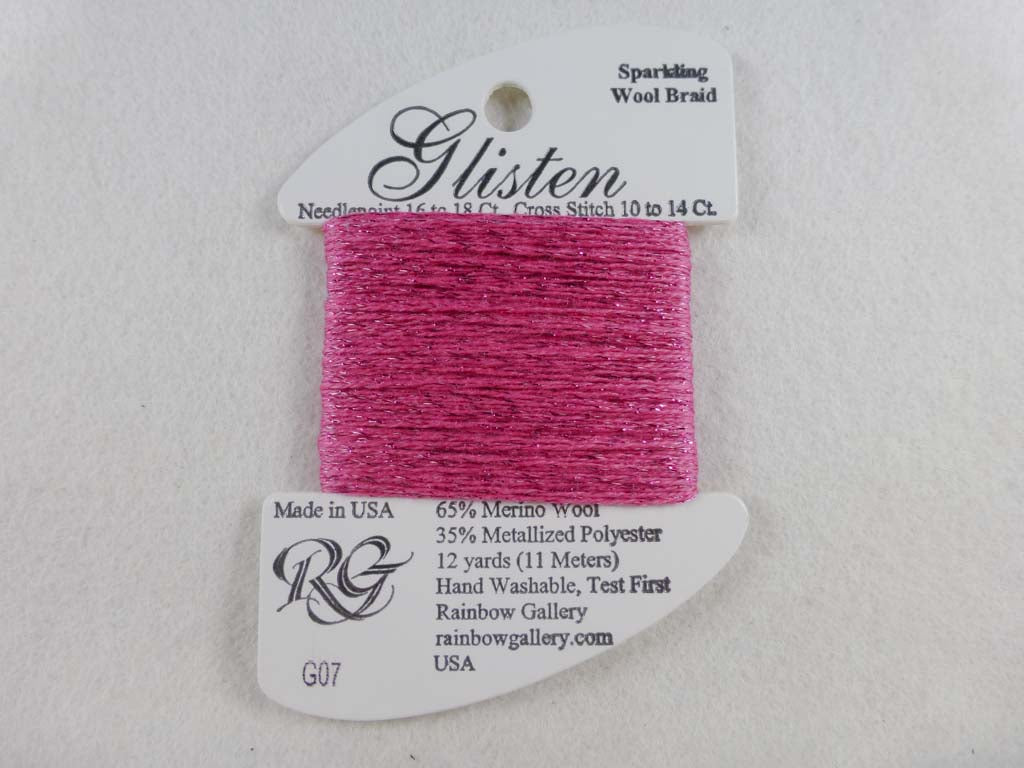 Sparkling
Wool Braid
Glisten
Needlepoint 16 to 18 Ct. Cross Stitch 10 to 14 Ct.
Made in USA
65% Merino Wool
35% Metallized Polyester
12 yards (11 Meters)
Hand Washable, Test First
Rainbow Gallery
rainbowgallery.com
USA
RG
G07